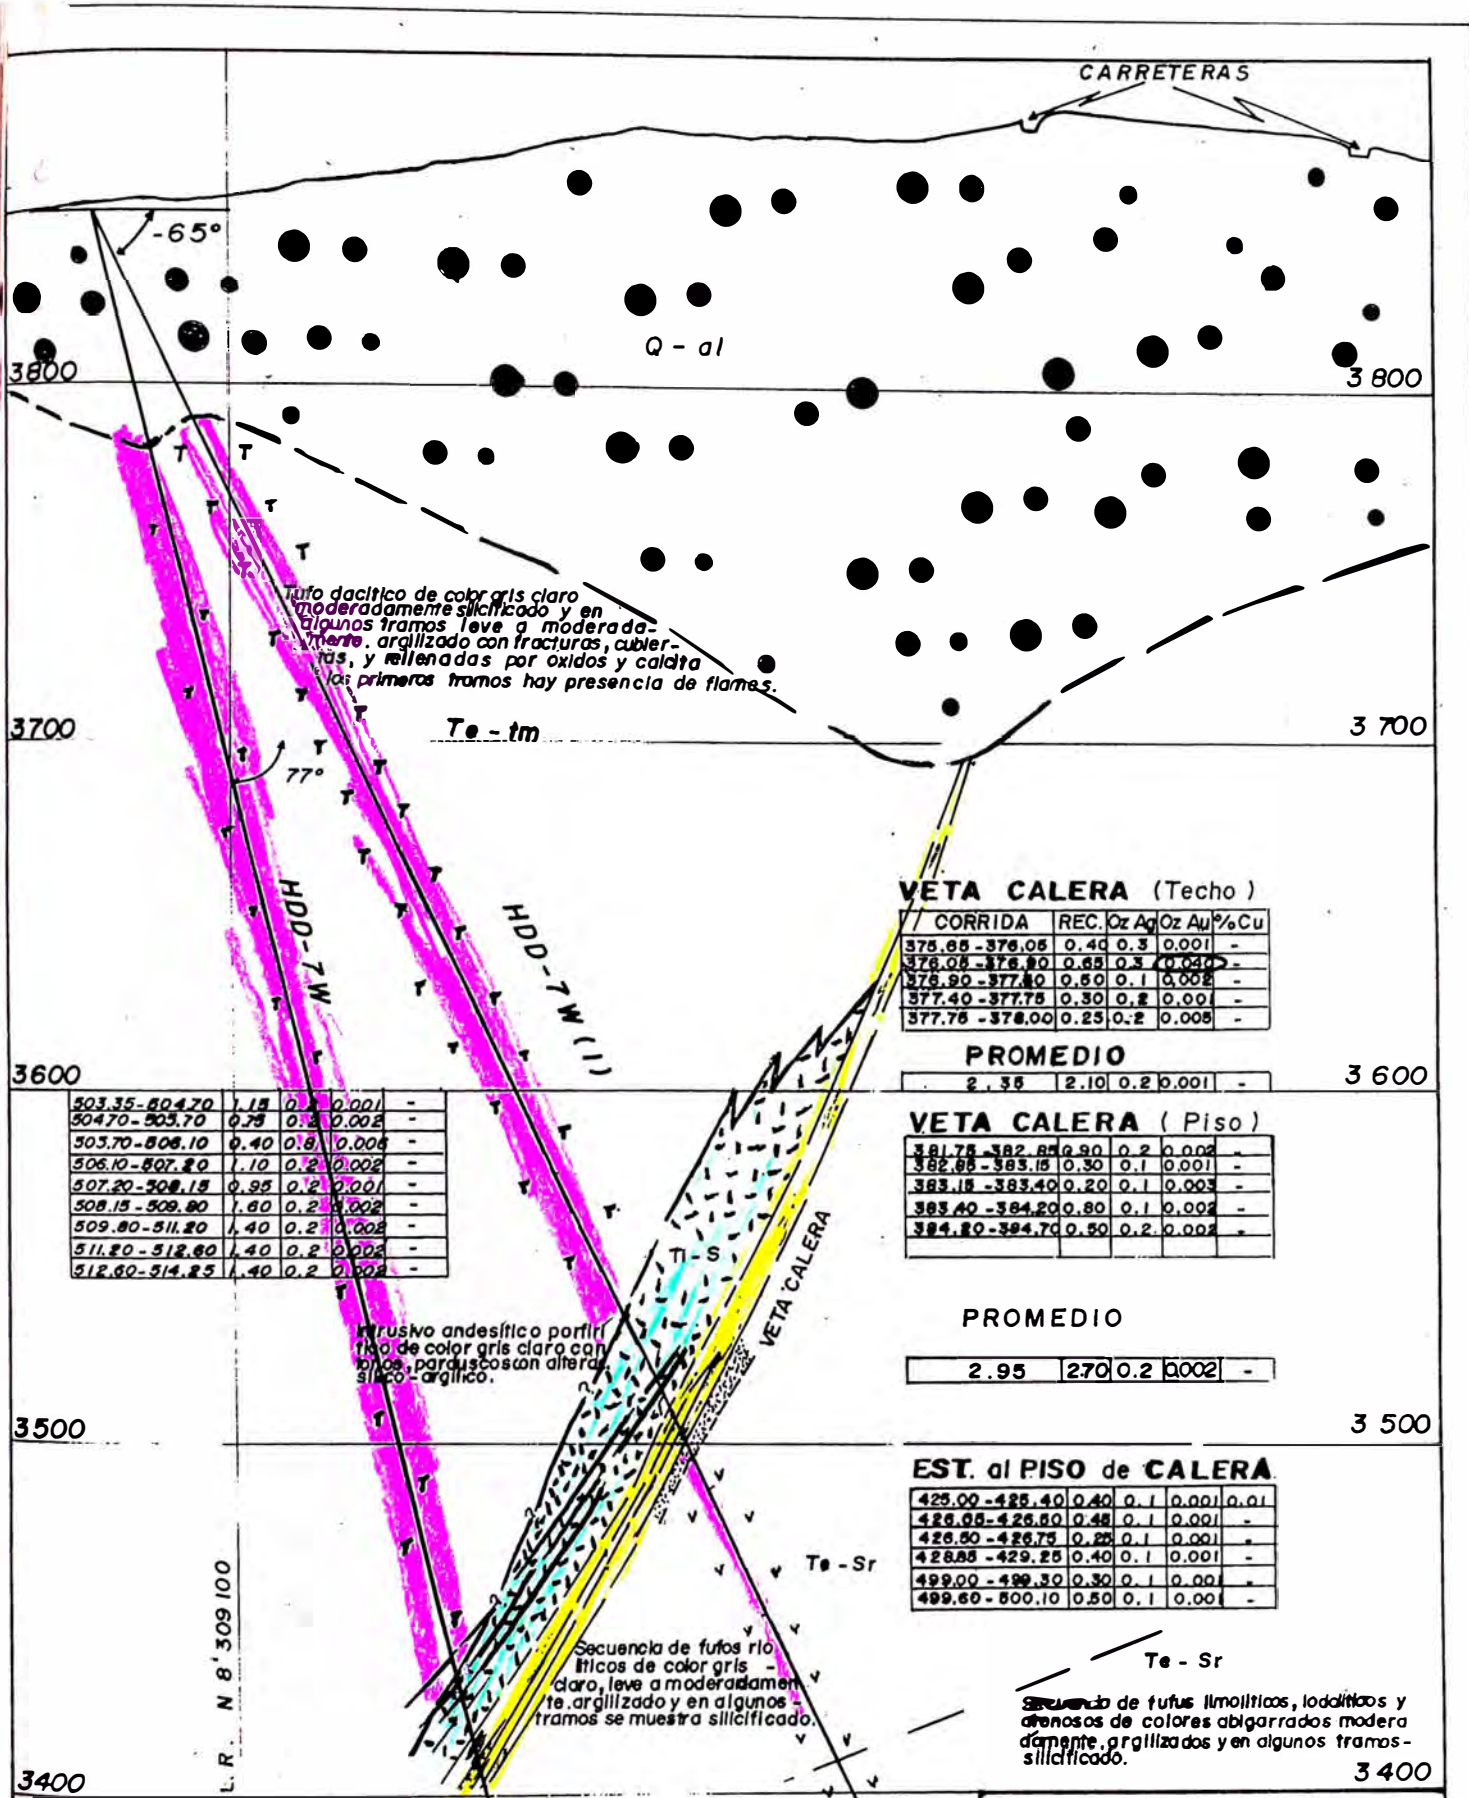 CARRETERAS
-65°
Q - al
3800
3 800
Tufo dacitico de color gris claro
moderadamente silicificado y en
algunos tramos leve a moderada-
mente. argilizado con fracturas, cubier-
tas, y rellenadas por oxidos y calcita
los primeros tramos hay presencia de flames.
Te - tm
3700
3 700
77°
HDD-7W
HDD-7W (1)
VETA CALERA (Techo)
CORRIDA REC. Oz Ag Oz Au %Cu
375.65-376.05 0.40 0.3 0.001 -
376.05-376.90 0.65 0.3 0.040 -
376.90-377.40 0.50 0.1 0.002 -
377.40-377.75 0.30 0.2 0.001 -
377.75-378.00 0.25 0.2 0.005 -
PROMEDIO
2.35 2.10 0.2 0.001 -
3600
3 600
503.35-504.70 1.15 0.001 -
504.70-505.70 0.75 0.2 0.002 -
505.70-506.10 0.40 0.8 0.006 -
506.10-507.20 1.10 0.2 0.002 -
507.20-508.15 0.95 0.2 0.001 -
508.15-509.80 1.60 0.2 0.002 -
509.80-511.20 1.40 0.2 0.002 -
511.20-512.60 1.40 0.2 0.002 -
512.60-514.25 1.40 0.2 0.002 -
VETA CALERA (Piso)
381.75-382.85 0.90 0.2 0.002 -
382.85-383.15 0.30 0.1 0.001 -
383.15-383.40 0.20 0.1 0.003 -
383.40-384.20 0.80 0.1 0.002 -
384.20-384.70 0.50 0.2 0.002 -
TI-S
VETA CALERA
PROMEDIO
2.95 2.70 0.2 0.002 -
Intrusivo andesítico porfiri
tico de color gris claro con
tonos, parduscos con alterac.
silico-argilico.
3500
3 500
EST. al PISO de CALERA
425.00-425.40 0.40 0.1 0.001 0.01
426.05-426.50 0.45 0.1 0.001 -
426.50-426.75 0.25 0.1 0.001 -
428.85-429.25 0.40 0.1 0.001 -
499.00-499.30 0.30 0.1 0.001 -
499.60-500.10 0.50 0.1 0.001 -
Te-Sr
L.R. N 8'309100
Secuencia de tufos rio
liticos de color gris -
claro, leve a moderadamen
te. argilizado y en algunos -
tramos se muestra silicificado.
Te - Sr
Secuencia de tufus limoliticos, lodoliticos y
arenosos de colores abigarrados modera
damente, argilizados y en algunos tramos-
silicificado.
3400
3 400